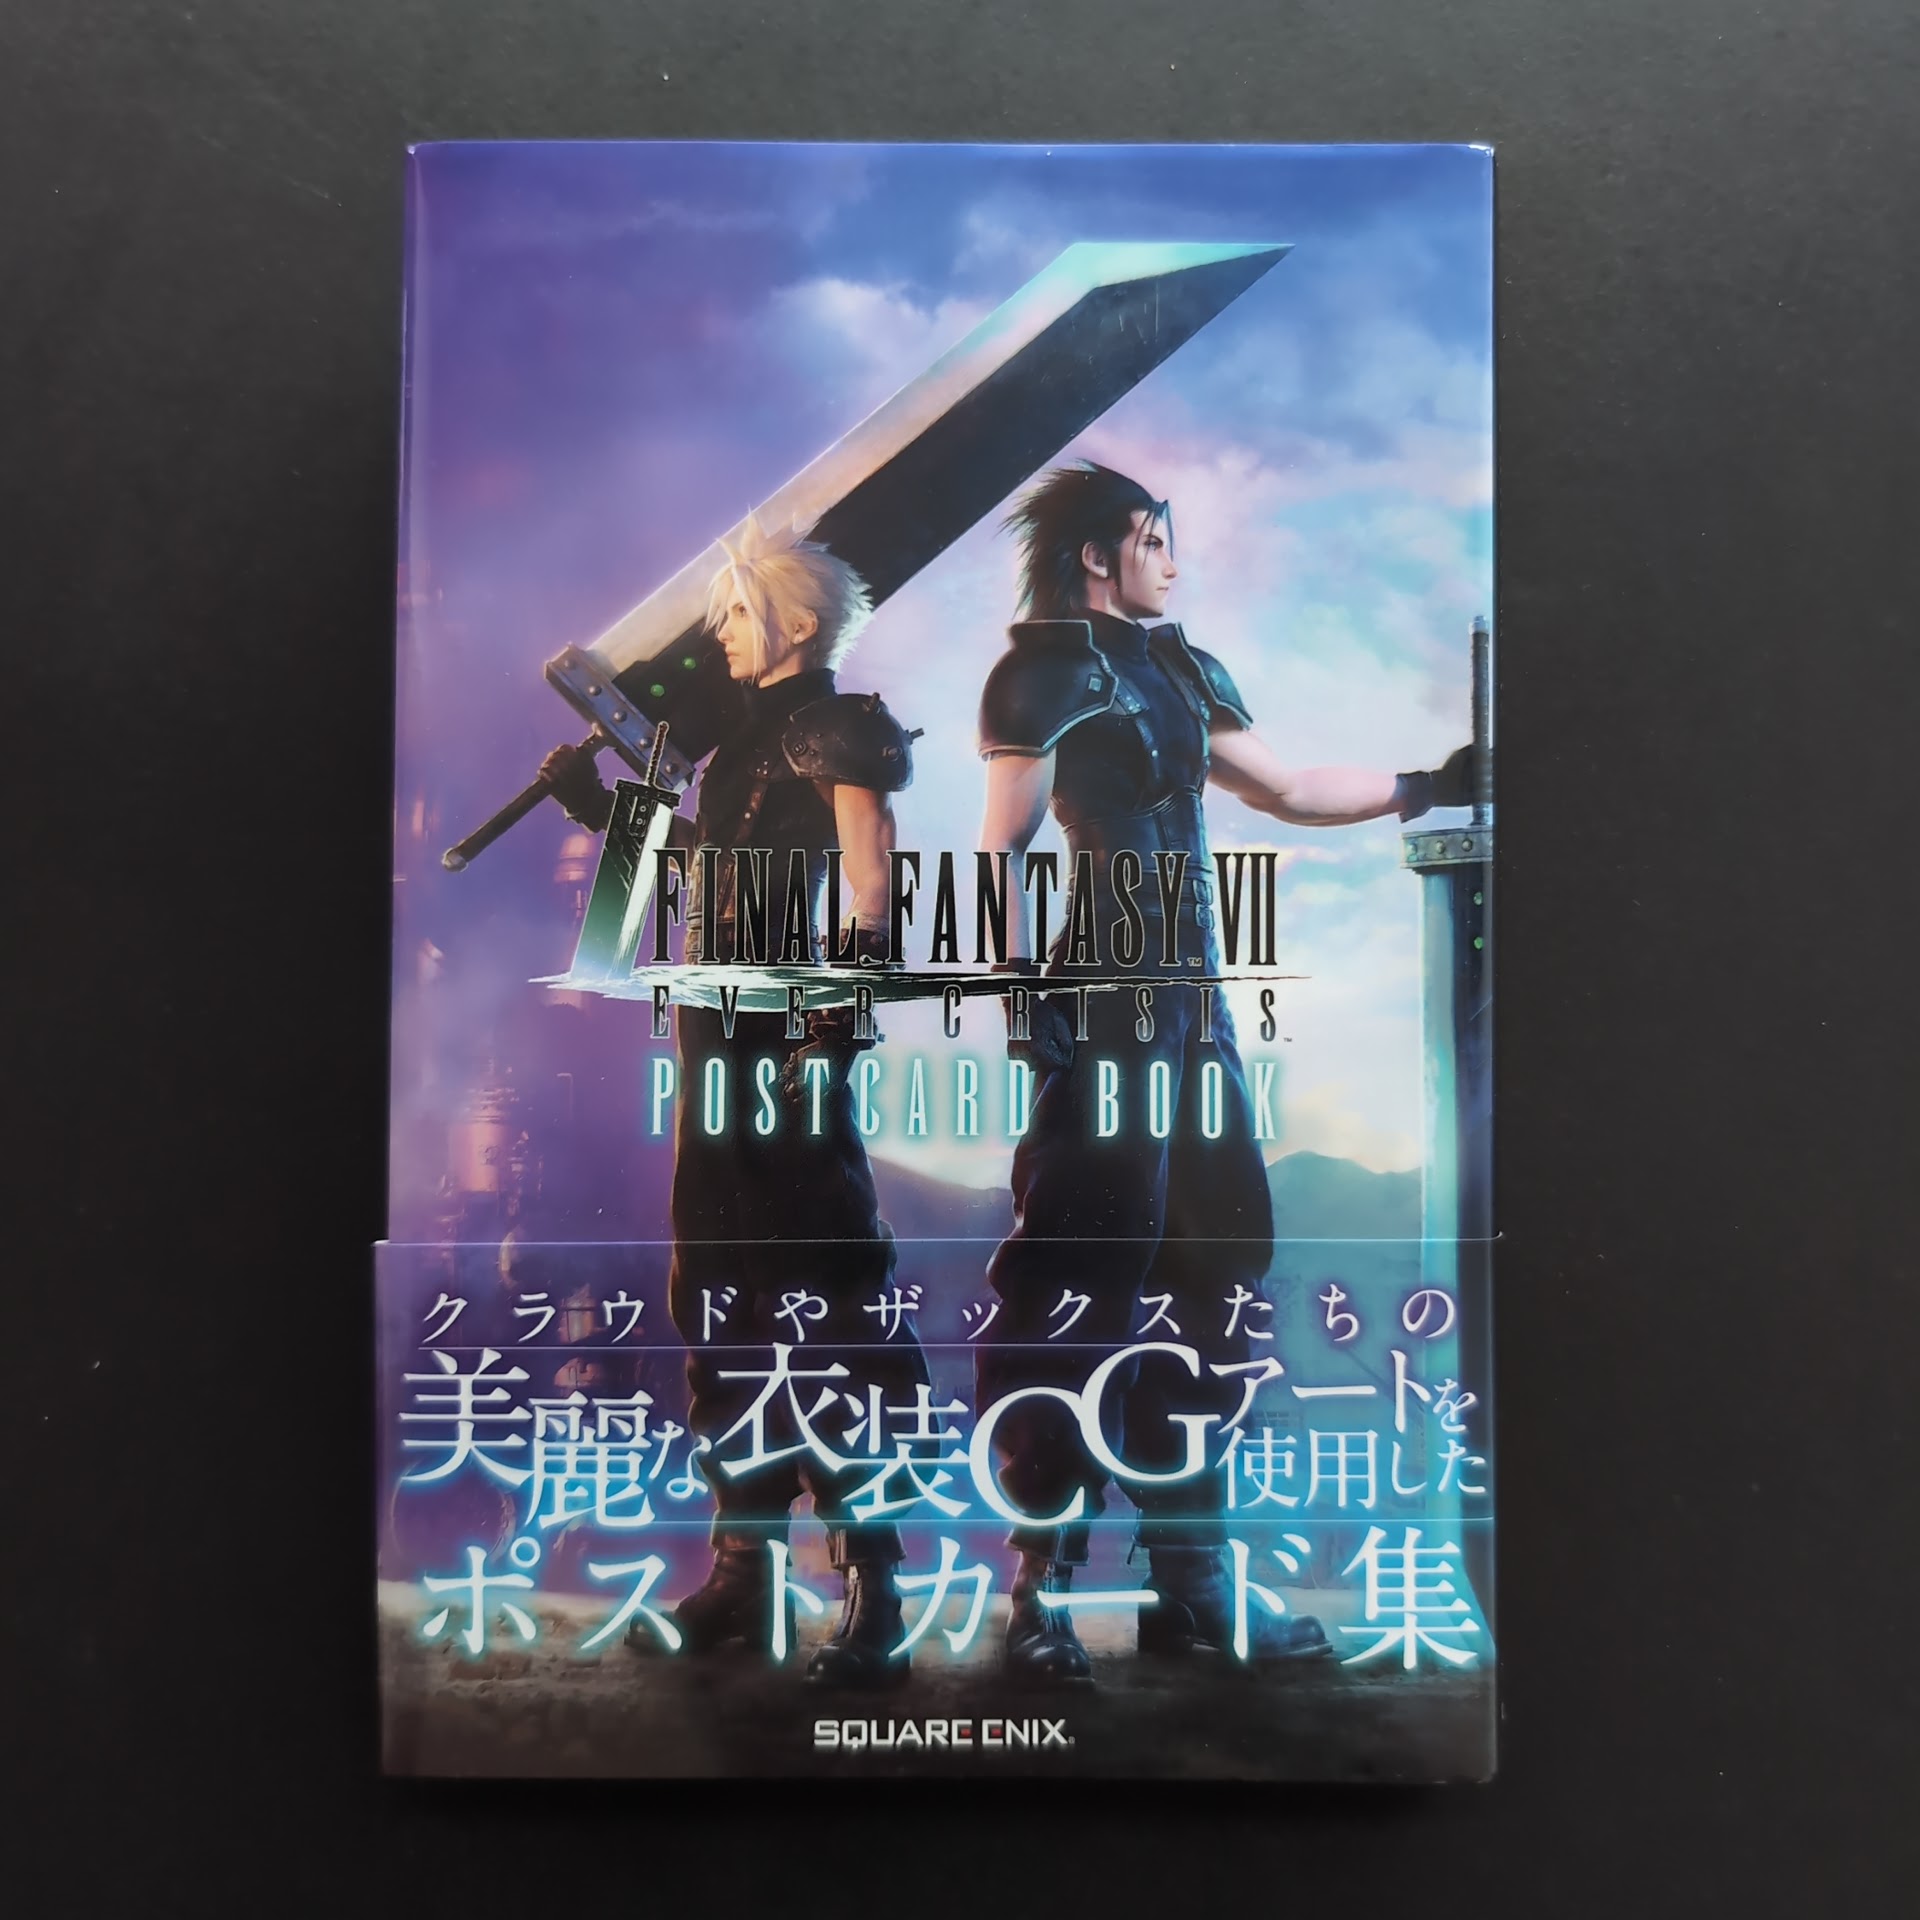 FINAL FANTASY™ VII
EVER CRISIS™
POSTCARD BOOK
クラウドやザックスたちの
美麗な衣装CGアートを
使用した
ポストカード集
SQUARE ENIX®